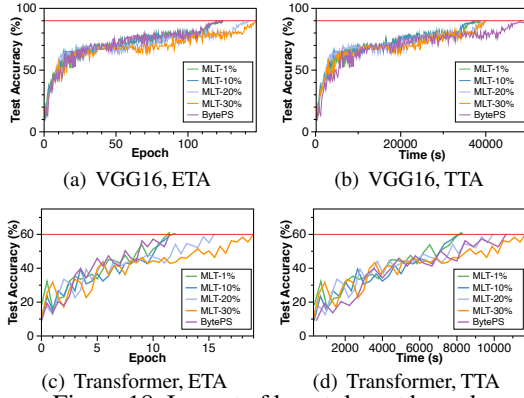 100
50
0
Test Accuracy (%)
MLT-1%
MLT-10%
MLT-20%
MLT-30%
BytePS
0 50 100
Epoch
(a) VGG16, ETA
100
50
0
Test Accuracy (%)
MLT-1%
MLT-10%
MLT-20%
MLT-30%
BytePS
0 20000 40000
Time (s)
(b) VGG16, TTA
60
40
20
0
Test Accuracy (%)
MLT-1%
MLT-10%
MLT-20%
MLT-30%
BytePS
0 5 10 15
Epoch
(c) Transformer, ETA
60
40
20
0
Test Accuracy (%)
MLT-1%
MLT-10%
MLT-20%
MLT-30%
BytePS
2000 4000 6000 8000 10000
Time (s)
(d) Transformer, TTA